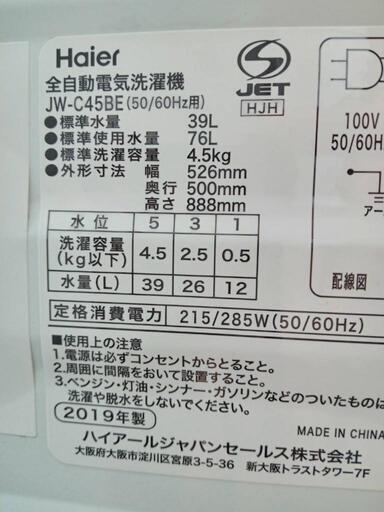 Haier
全自動電気洗濯機
JW-C45BE(50/60Hz用)
JET
HJH
100V
50/60H
●標準水量 39L
●標準使用水量 76L
●標準洗濯容量 4.5kg
●外形寸法 幅 526mm
奥行 500mm
高さ 888mm
アー
水位 5 3 1
洗濯容量(kg以下) 4.5 2.5 0.5
水量(L) 39 26 12
配線図
定格消費電力 215/285W(50/60Hz)
■使用上の注意
1.電源は必ずコンセントからとること。
2.周囲に間隔をおいて設置すること。
3.ベンジン・灯油・シンナー・ガソリンなどのついたものは
洗濯や脱水をしないでください。
2019年製
MADE IN CHINA
ハイアールジャパンセールス株式会社
大阪府大阪市淀川区宮原3-5-36 新大阪トラストタワー7F